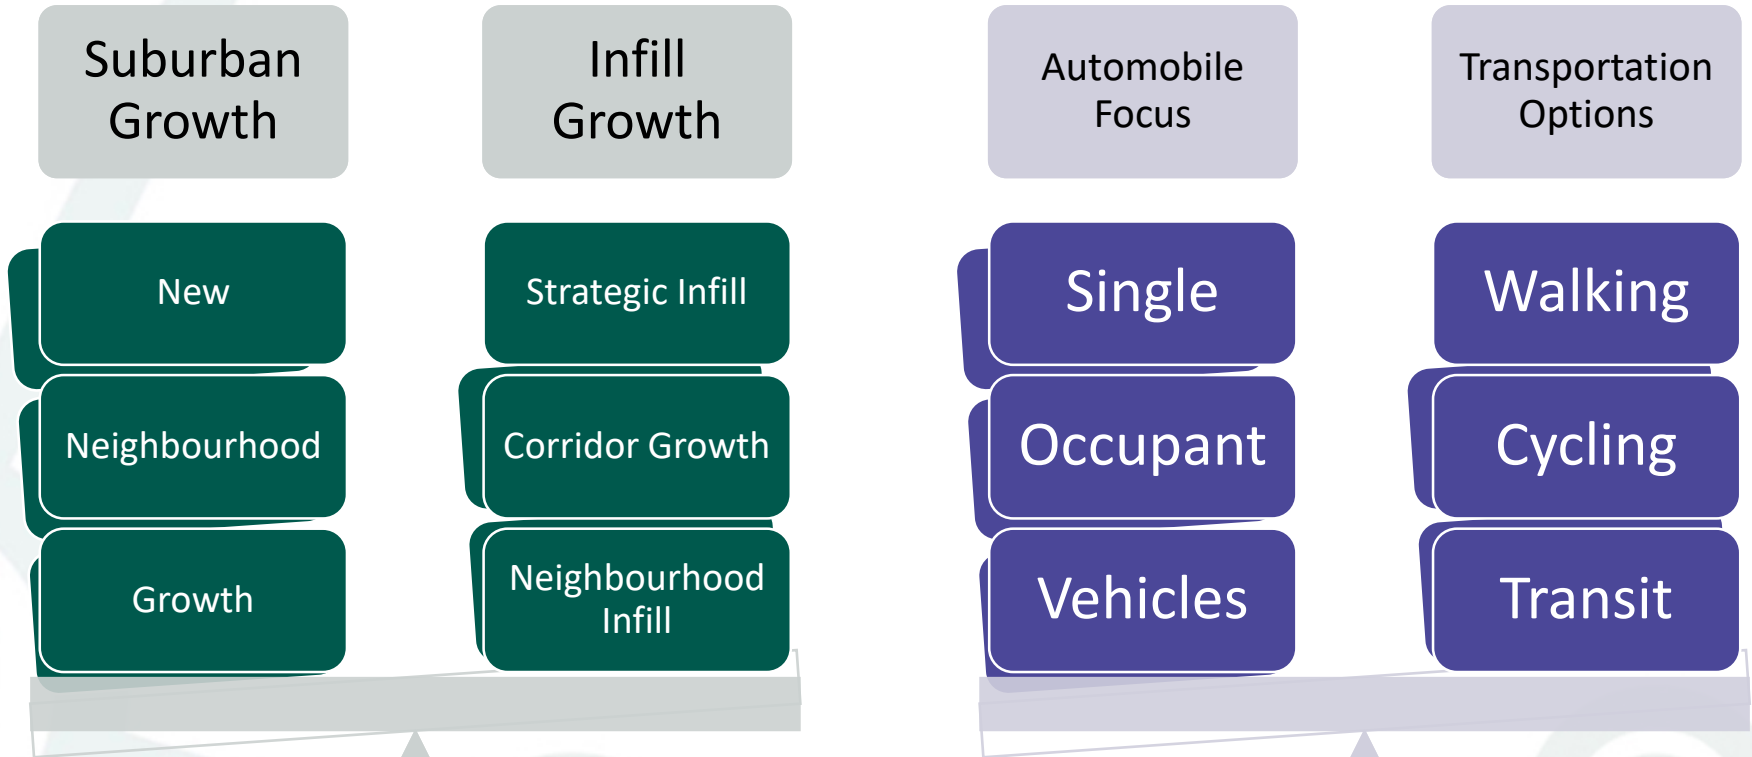 Suburban
Growth
New
Neighbourhood
Growth
Infill
Growth
Strategic Infill
Corridor Growth
Neighbourhood
Infill
Automobile
Focus
Single
Occupant
Vehicles
Transportation
Options
Walking
Cycling
Transit